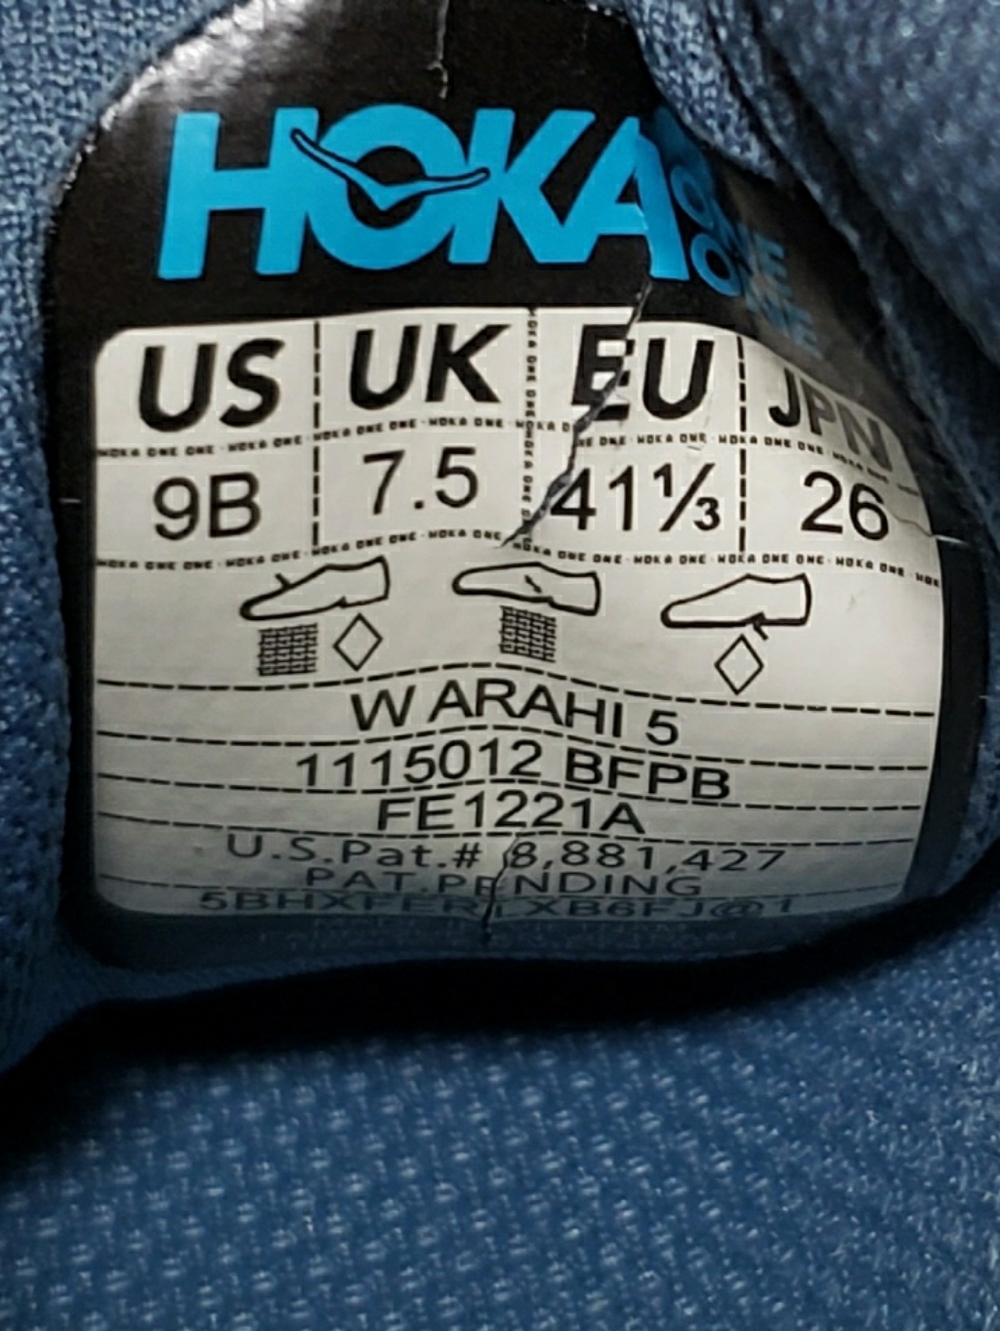 HOKA ONE ONE
US UK EU JPN
9B 7.5 41⅓ 26
W ARAHI 5
1115012 BFPB
FE1221A
U.S.Pat.# 8,881,427
PAT.PENDING